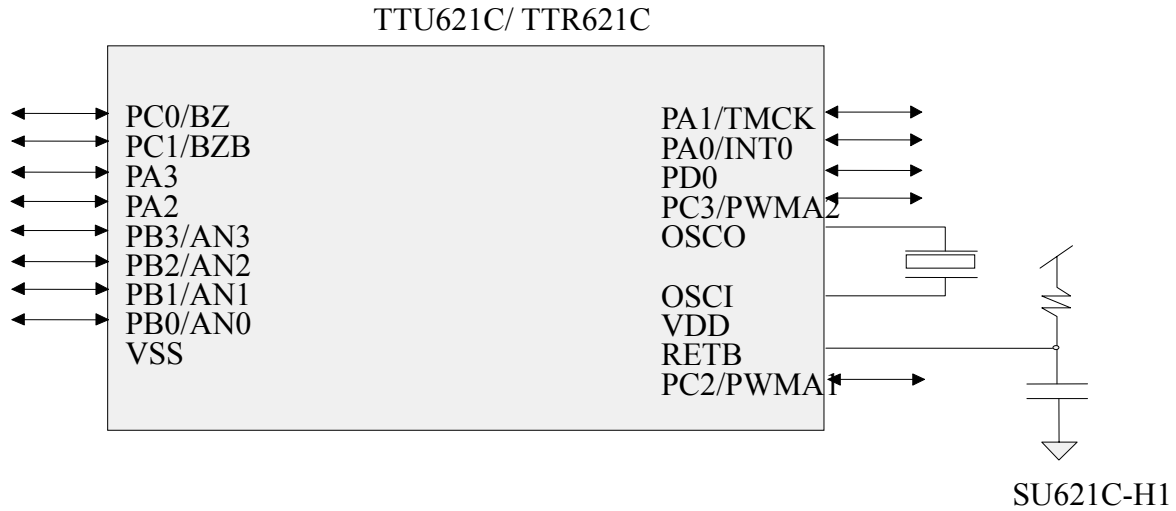 TTU621C/ TTR621C
PC0/BZ
PC1/BZB
PA3
PA2
PB3/AN3
PB2/AN2
PB1/AN1
PB0/AN0
VSS
PA1/TMCK
PA0/INT0
PD0
PC3/PWMA2
OSCO
OSCI
VDD
RETB
PC2/PWMA1
SU621C-H1